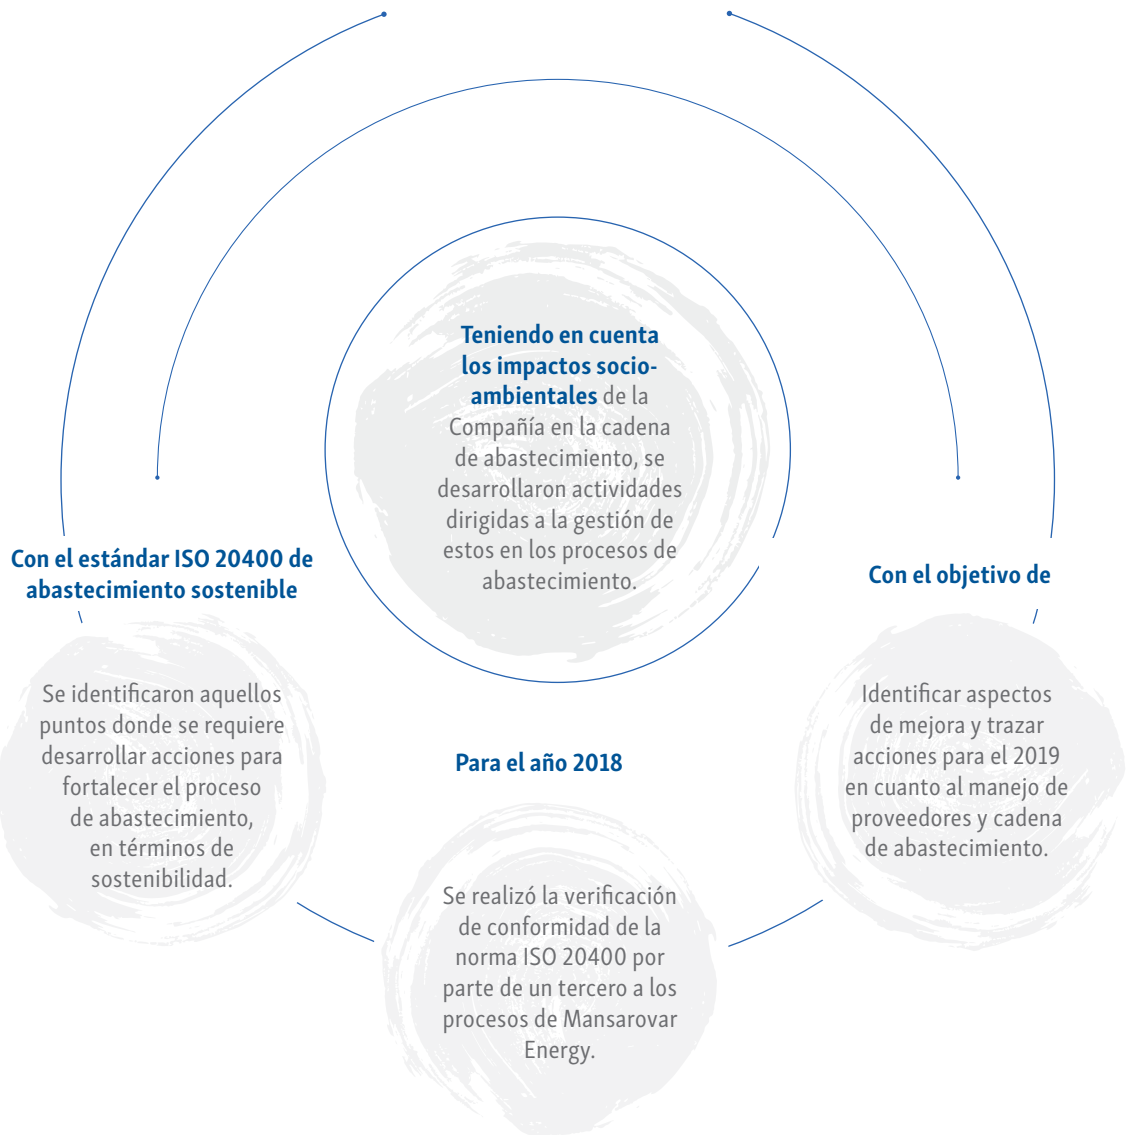 Teniendo en cuenta
los impactos socio-
ambientales de la
Compañía en la cadena
de abastecimiento, se
desarrollaron actividades
dirigidas a la gestión de
estos en los procesos de
abastecimiento.
Con el estándar ISO 20400 de
abastecimiento sostenible
Se identificaron aquellos
puntos donde se requiere
desarrollar acciones para
fortalecer el proceso
de abastecimiento,
en términos de
sostenibilidad.
Para el año 2018
Se realizó la verificación
de conformidad de la
norma ISO 20400 por
parte de un tercero a los
procesos de Mansarovar
Energy.
Con el objetivo de
Identificar aspectos
de mejora y trazar
acciones para el 2019
en cuanto al manejo de
proveedores y cadena
de abastecimiento.